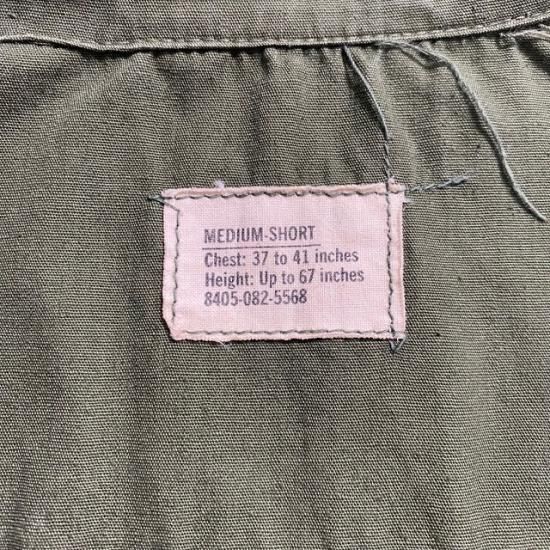 MEDIUM-SHORT
Chest: 37 to 41 inches
Height: Up to 67 inches
8405-082-5568